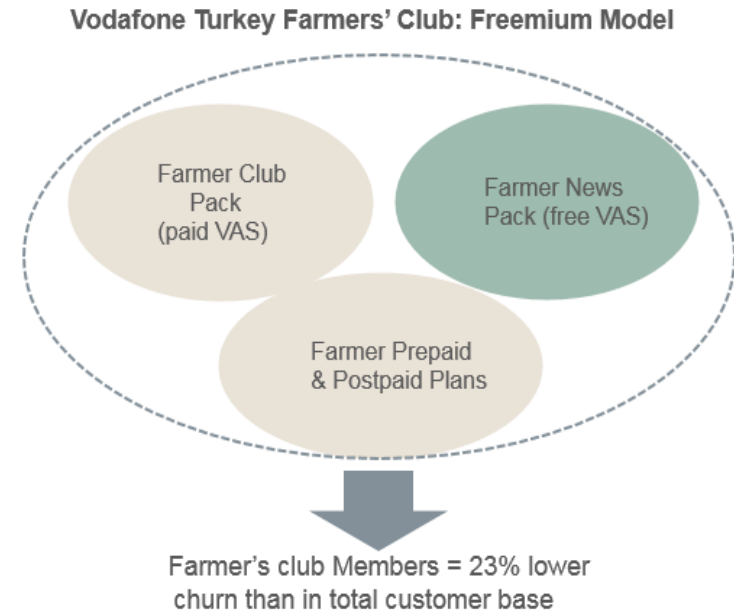 Vodafone Turkey Farmers' Club: Freemium Model
Farmer Club
Pack
(paid VAS)
Farmer News
Pack (free VAS)
Farmer Prepaid
& Postpaid Plans
Farmer's club Members = 23% lower
churn than in total customer base